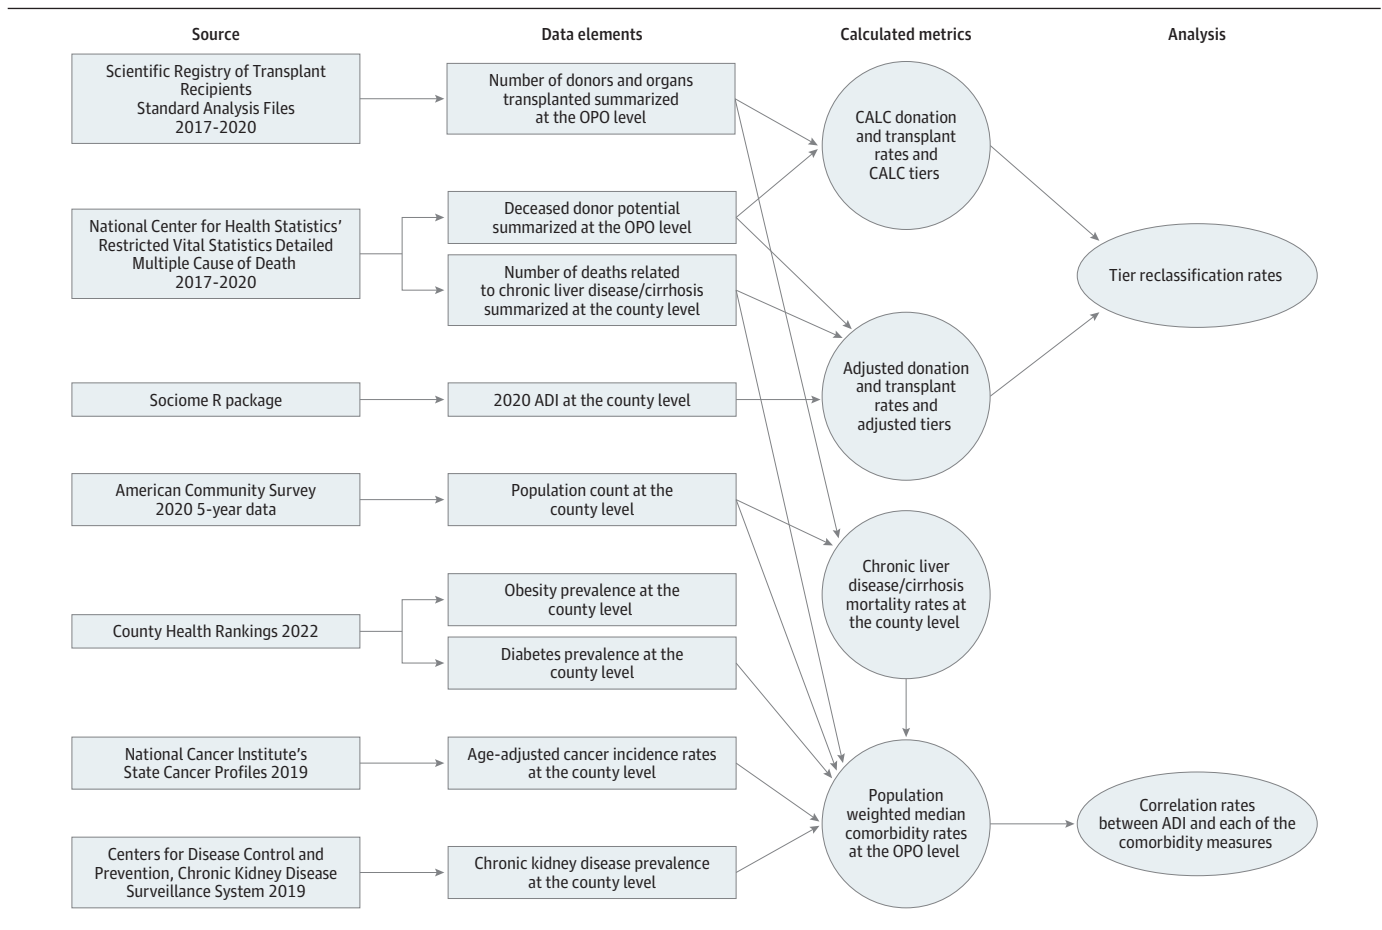 Source
Data elements
Calculated metrics
Analysis
Scientific Registry of Transplant
Recipients
Standard Analysis Files
2017-2020
Number of donors and organs
transplanted summarized
at the OPO level
CALC donation
and transplant
rates and
CALC tiers
National Center for Health Statistics’
Restricted Vital Statistics Detailed
Multiple Cause of Death
2017-2020
Deceased donor potential
summarized at the OPO level
Number of deaths related
to chronic liver disease/cirrhosis
summarized at the county level
Tier reclassification rates
Sociome R package
2020 ADI at the county level
Adjusted donation
and transplant
rates and
adjusted tiers
American Community Survey
2020 5-year data
Population count at the
county level
Chronic liver
disease/cirrhosis
mortality rates at
the county level
County Health Rankings 2022
Obesity prevalence at the
county level
Diabetes prevalence at the
county level
National Cancer Institute’s
State Cancer Profiles 2019
Age-adjusted cancer incidence rates
at the county level
Population
weighted median
comorbidity rates
at the OPO level
Correlation rates
between ADI and each of the
comorbidity measures
Centers for Disease Control and
Prevention, Chronic Kidney Disease
Surveillance System 2019
Chronic kidney disease prevalence
at the county level